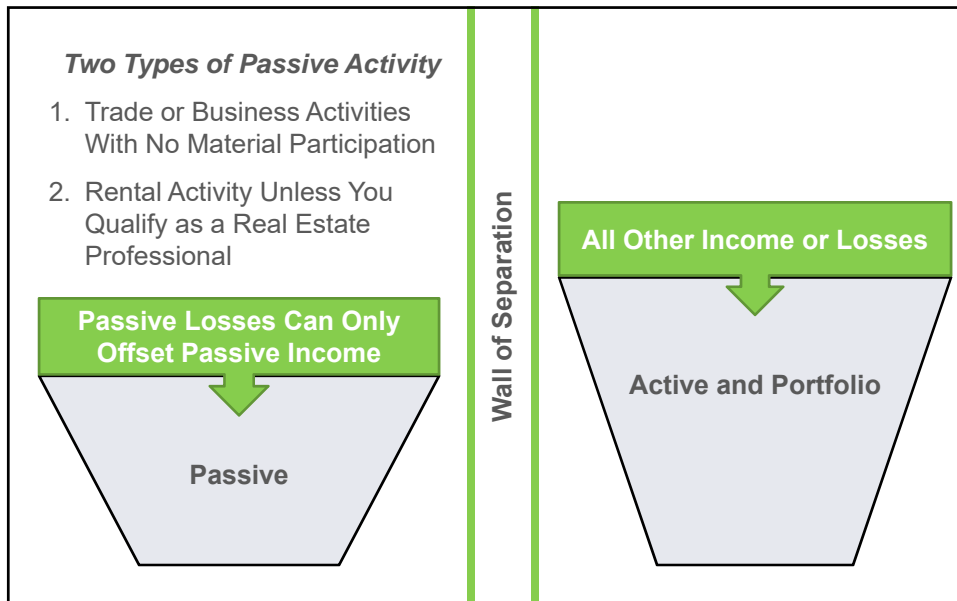 Two Types of Passive Activity
1. Trade or Business Activities
With No Material Participation
2. Rental Activity Unless You
Qualify as a Real Estate
Professional
Passive Losses Can Only
Offset Passive Income
Passive
Wall of Separation
All Other Income or Losses
Active and Portfolio